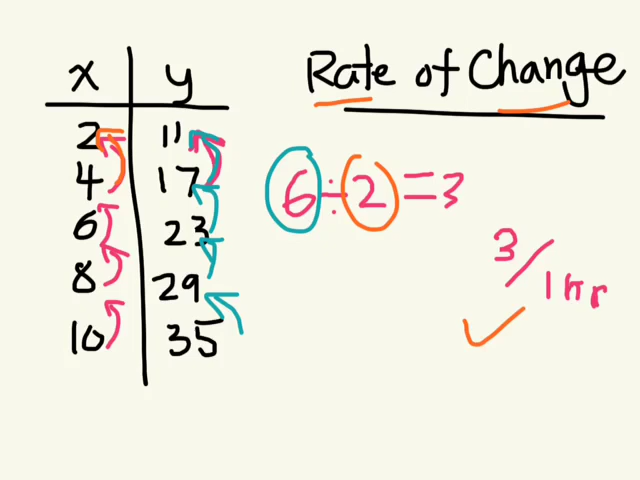 Rate of Change
x y
2 11
4 17
6 23
8 29
10 35
6 ÷ 2 = 3
3/1 hr